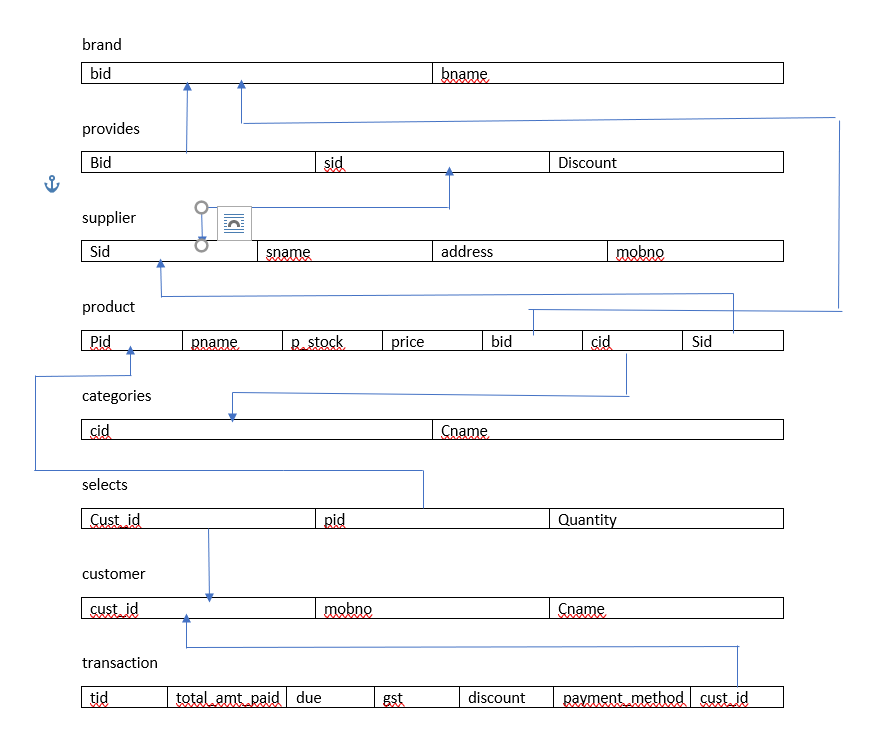 brand
bid bname
provides
Bid sid Discount
supplier
Sid sname address mobno
product
Pid pname p_stock price bid cid Sid
categories
cid Cname
selects
Cust_id pid Quantity
customer
cust_id mobno Cname
transaction
tid total_amt_paid due gst discount payment_method cust_id